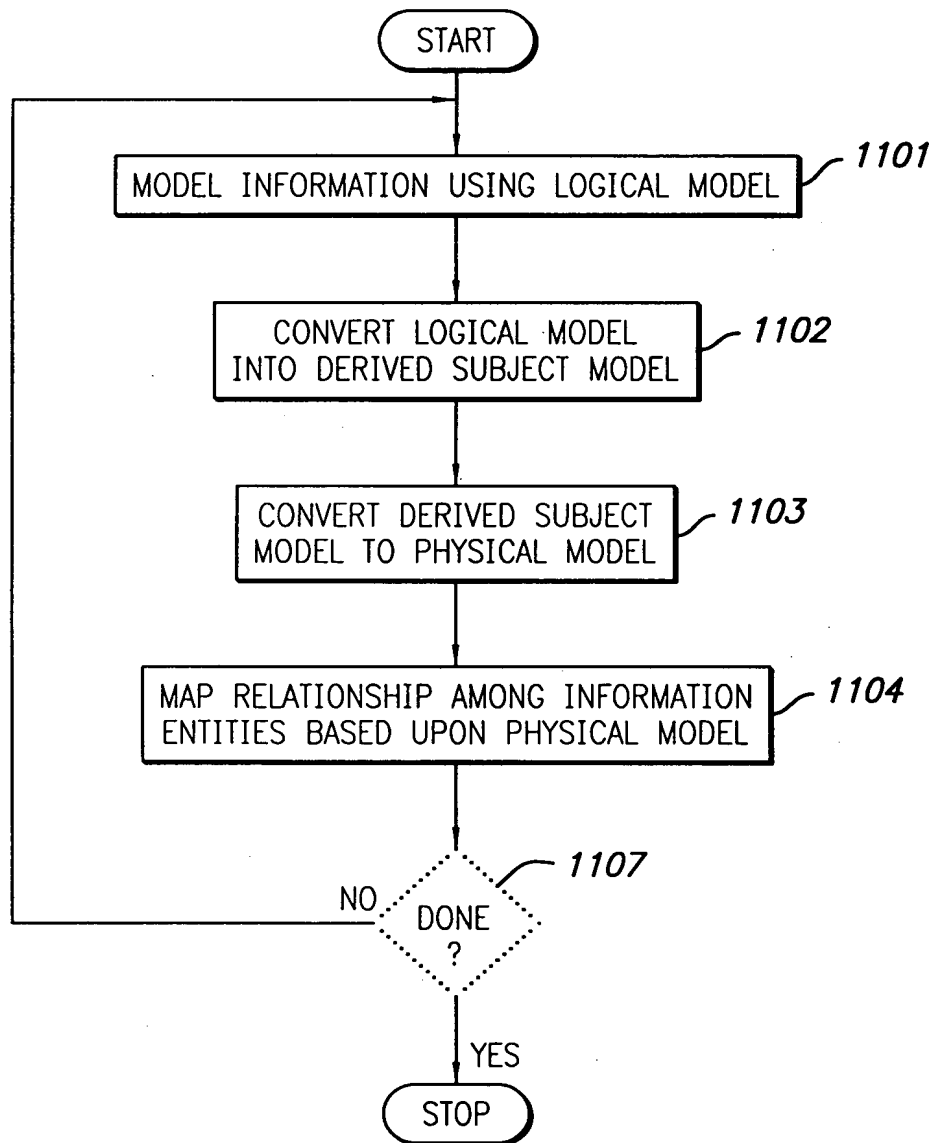 START
MODEL INFORMATION USING LOGICAL MODEL
1101
CONVERT LOGICAL MODEL
INTO DERIVED SUBJECT MODEL
1102
CONVERT DERIVED SUBJECT
MODEL TO PHYSICAL MODEL
1103
MAP RELATIONSHIP AMONG INFORMATION
ENTITIES BASED UPON PHYSICAL MODEL
1104
1107
NO
DONE
?
YES
STOP